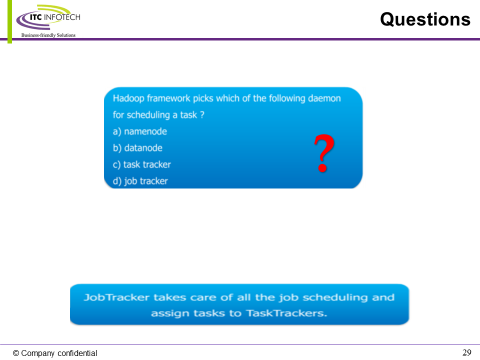 ITC INFOTECH
Business-friendly Solutions
Questions
Hadoop framework picks which of the following daemon
for scheduling a task ?
a) namenode
b) datanode
c) task tracker
d) job tracker
?
JobTracker takes care of all the job scheduling and
assign tasks to TaskTrackers.
© Company confidential
29